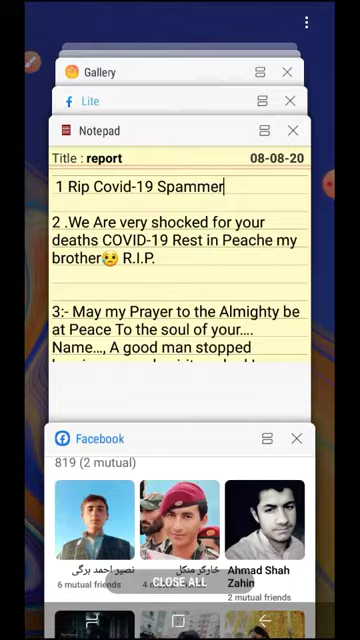 Gallery
Lite
Notepad
Title : report 08-08-20
1 Rip Covid-19 Spammer
2 .We Are very shocked for your
deaths COVID-19 Rest in Peache my
brother😥 R.I.P.
3:- May my Prayer to the Almighty be
at Peace To the soul of your....
Name..., A good man stopped
Facebook
819 (2 mutual)
نصیر احمد برگی
ځارکر منګل
Ahmad Shah
Zahin
6 mutual friends
2 mutual friends
CLOSE ALL